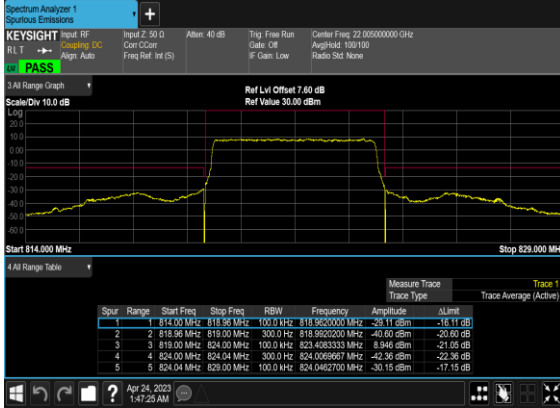 Spectrum Analyzer 1
Spurious Emissions
+
KEYSIGHT Input: RF Input Z: 50 Ω Atten: 40 dB Trig: Free Run Center Freq: 22.005000000 GHz
RLT Coupling: DC Corr CCorr Gate: Off Avg|Hold: 100/100
Align: Auto Freq Ref: Int (S) IF Gain: Low Radio Std: None
PASS
3.All Range Graph
Ref Lvl Offset 7.60 dB
Scale/Div 10.0 dB Ref Value 30.00 dBm
Log
20.0
10.0
0.00
-10.0
-20.0
-30.0
-40.0
-50.0
-60.0
Start 814.000 MHz Stop 829.000 MHz
4.All Range Table
Measure Trace Trace 1
Trace Type Trace Average (Active)
Spur Range Start Freq Stop Freq RBW Frequency Amplitude ΔLimit
1 1 814.00 MHz 818.96 MHz 100.0 kHz 818.9620000 MHz -29.11 dBm -16.11 dB
2 2 818.96 MHz 819.00 MHz 300.0 Hz 818.9920000 MHz -40.60 dBm -20.60 dB
3 3 819.00 MHz 824.00 MHz 100.0 kHz 823.4083333 MHz 8.946 dBm -21.05 dB
4 4 824.00 MHz 824.04 MHz 300.0 Hz 824.0069667 MHz -42.36 dBm -22.36 dB
5 5 824.04 MHz 829.00 MHz 100.0 kHz 824.0462700 MHz -30.15 dBm -17.15 dB
? Apr 24, 2023
1:47:25 AM